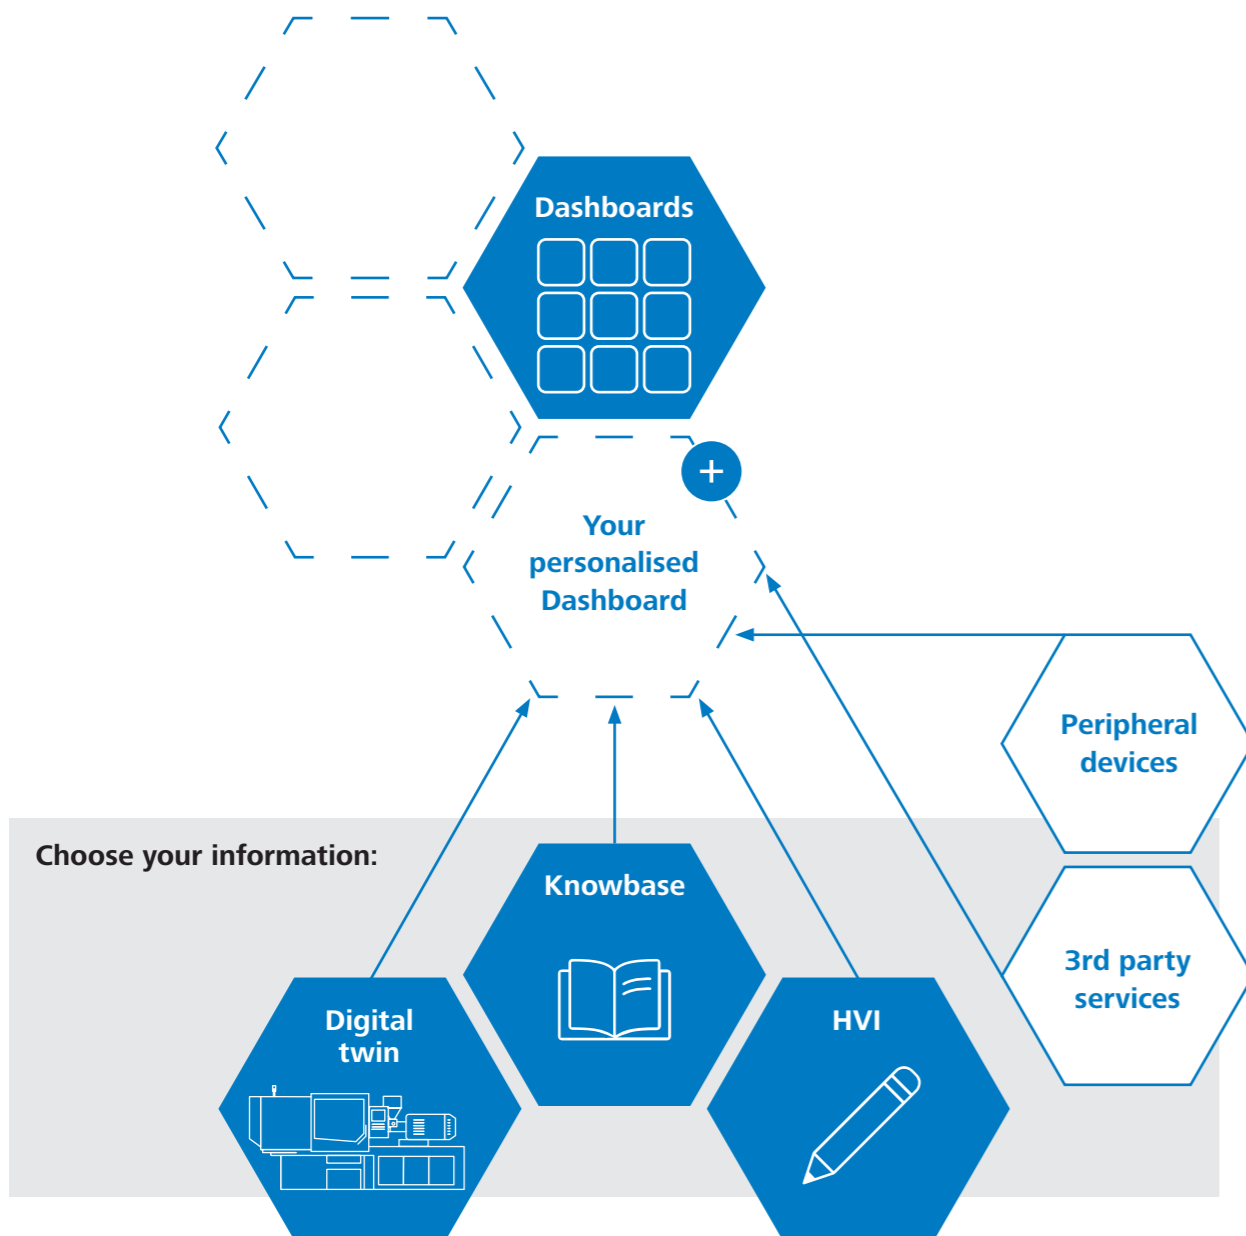 Dashboards
+
Your
personalised
Dashboard
Peripheral
devices
Choose your information:
Knowbase
3rd party
services
Digital
twin
HVI